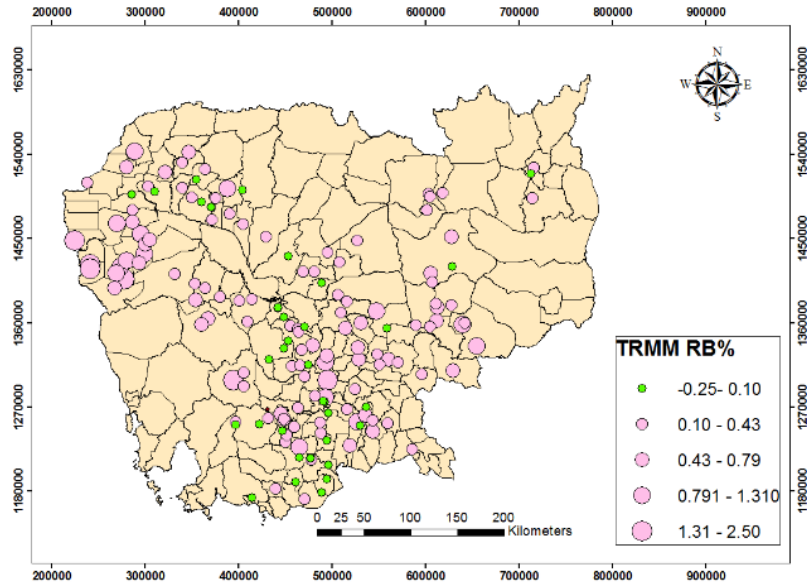 200000 300000 400000 500000 600000 700000 800000 900000
1630000 1630000
N
W E
S
1540000 1540000
1450000 1450000
1360000 1360000
TRMM RB%
-0.25- 0.10
0.10 - 0.43
0.43 - 0.79
0.791 - 1.310
1.31 - 2.50
1270000 1270000
1180000 1180000
0 25 50 100 150 200
Kilometers
200000 300000 400000 500000 600000 700000 800000 900000